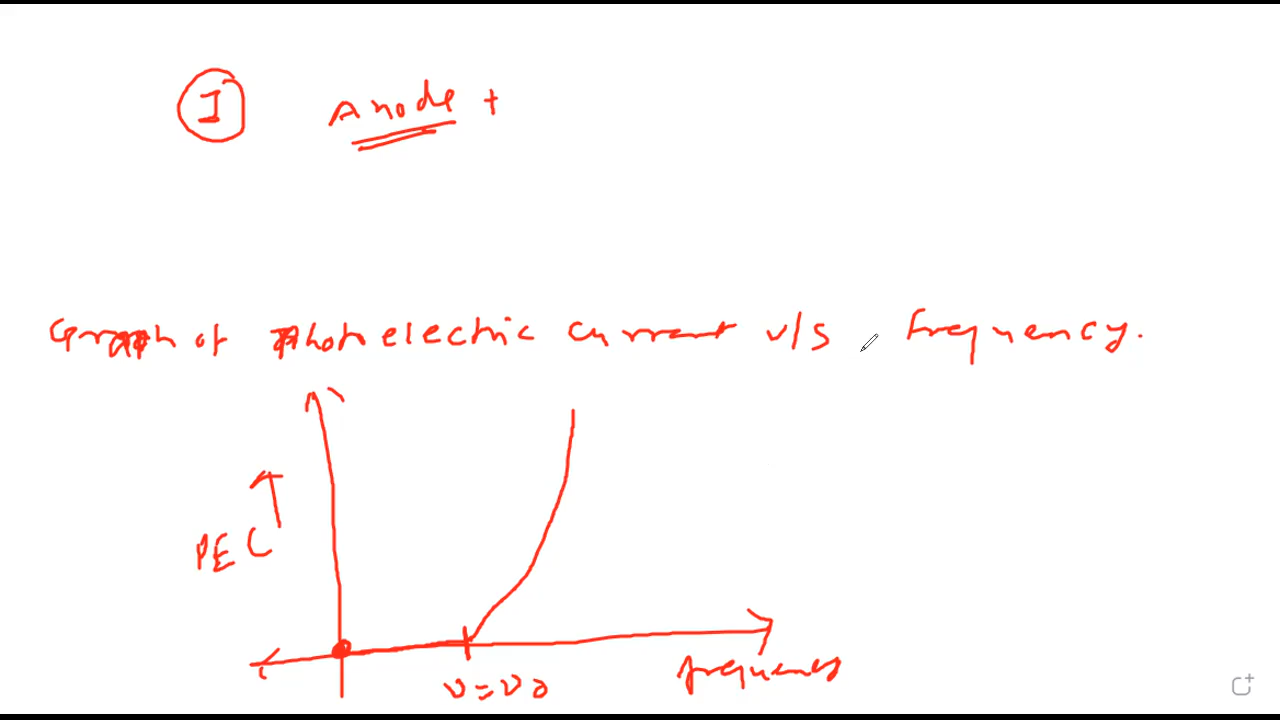 I Anode +
Graph of Photoelectric current v/s frequency.
PEC
ν = ν0
frequency